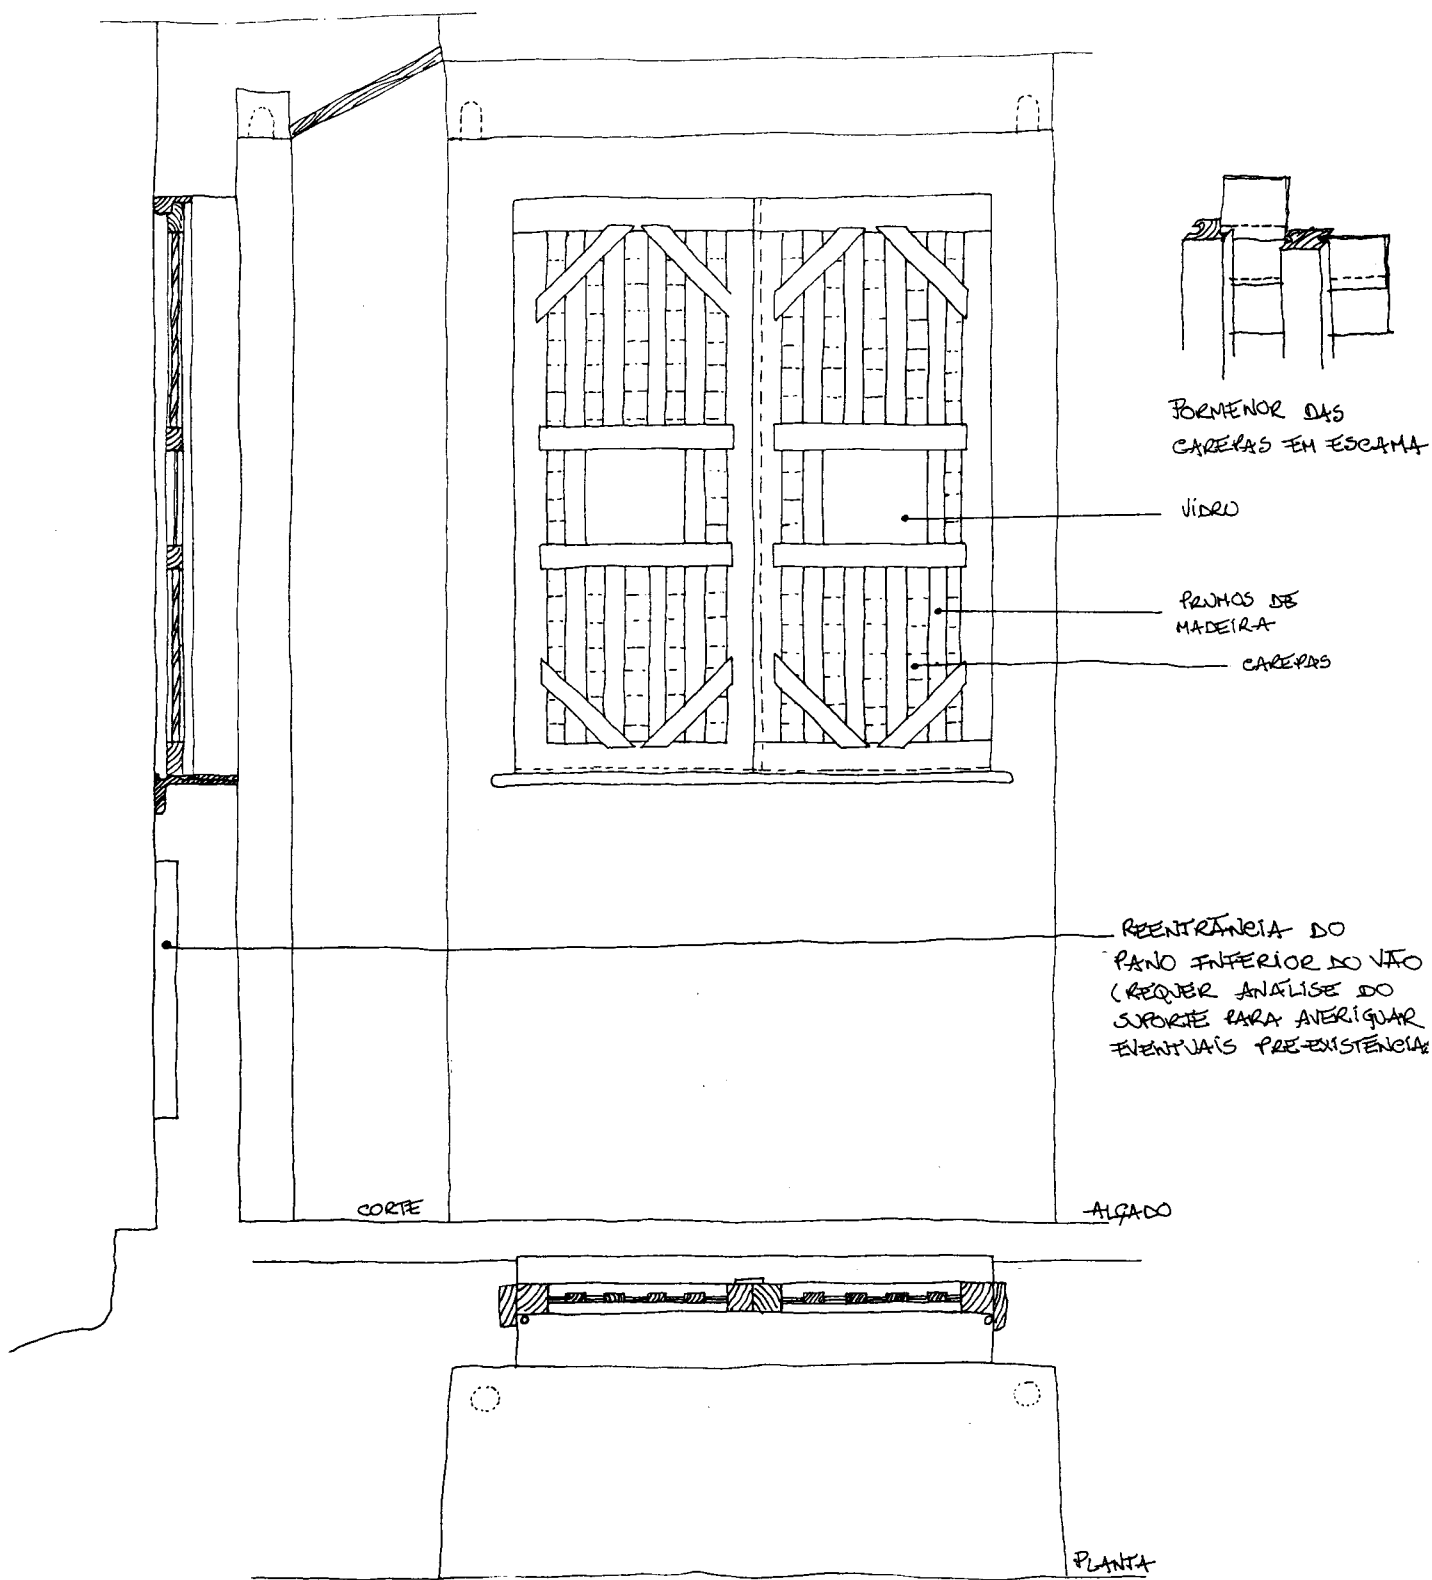 PORMENOR DAS
CAREPAS EM ESCAMA
VIDRO
PRUMOS DE
MADEIRA
CAREPAS
REENTRÂNCIA DO
PANO INFERIOR DO VÃO
(REQUER ANÁLISE DO
SUPORTE PARA AVERIGUAR
EVENTUAIS PRE-EXISTÊNCIAS
CORTE
ALÇADO
PLANTA